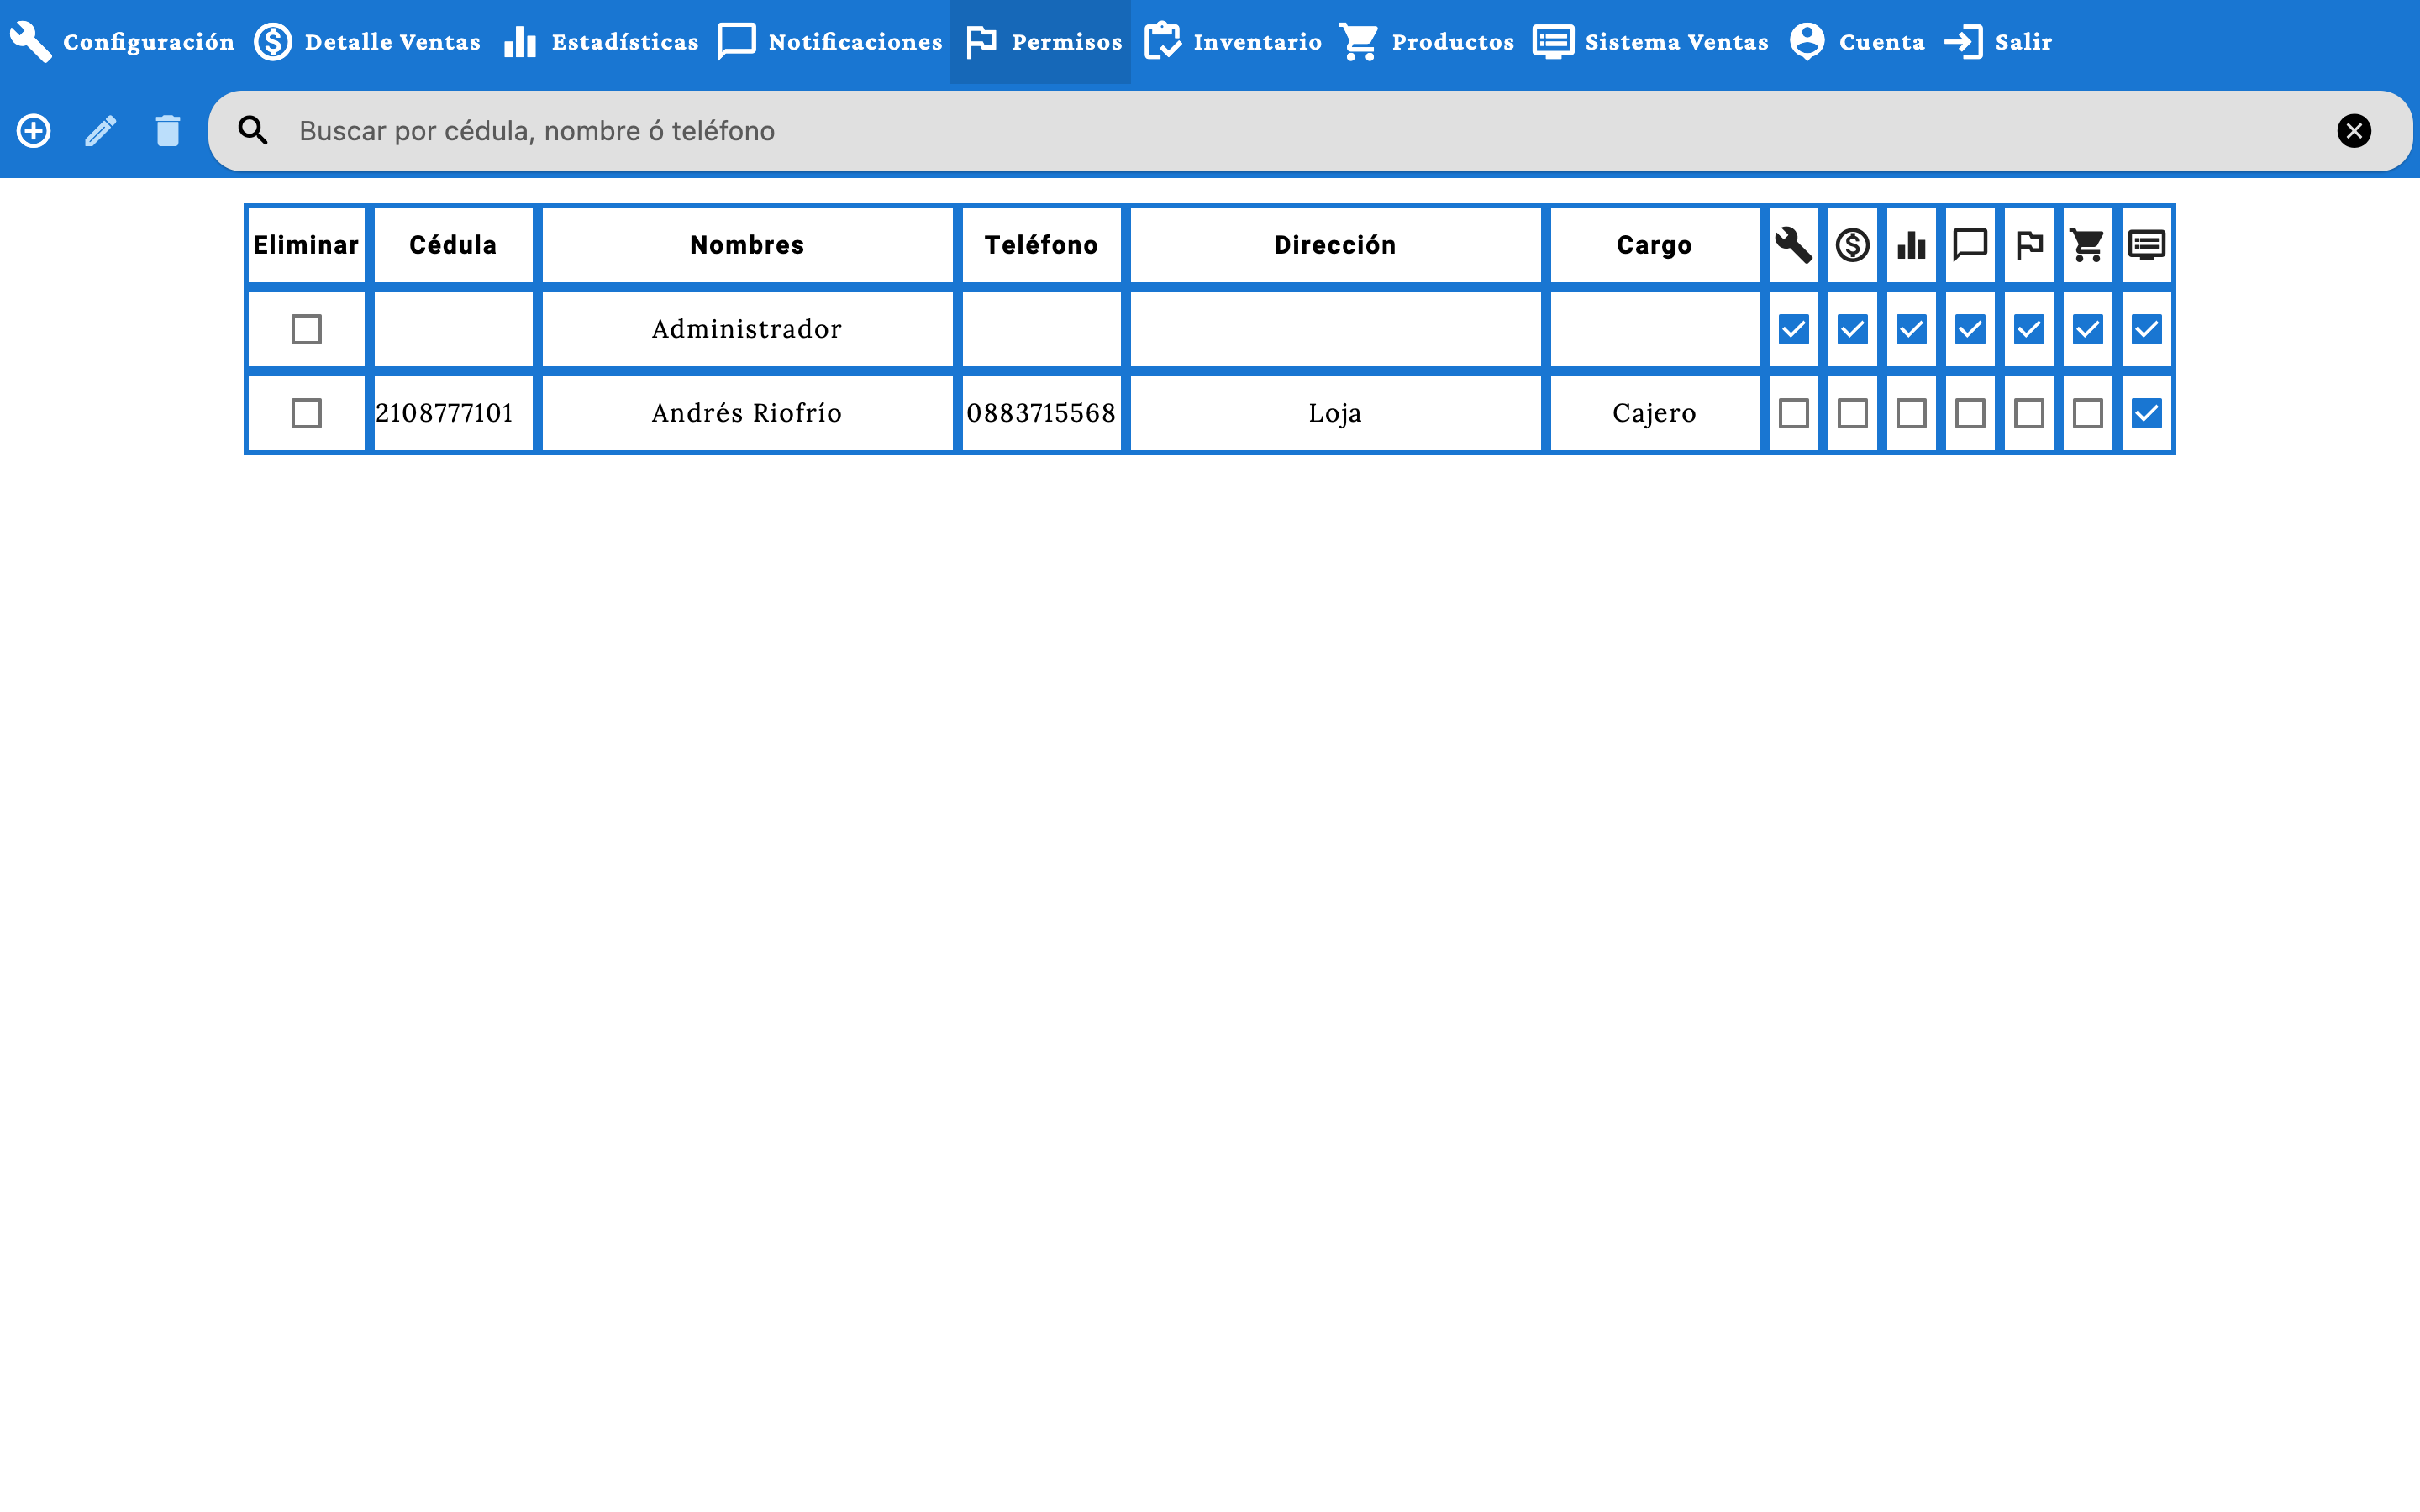 Configuración Detalle Ventas Estadísticas Notificaciones Permisos Inventario Productos Sistema Ventas Cuenta Salir
Buscar por cédula, nombre ó teléfono
Eliminar Cédula Nombres Teléfono Dirección Cargo
Administrador
2108777101 Andrés Riofrío 0883715568 Loja Cajero